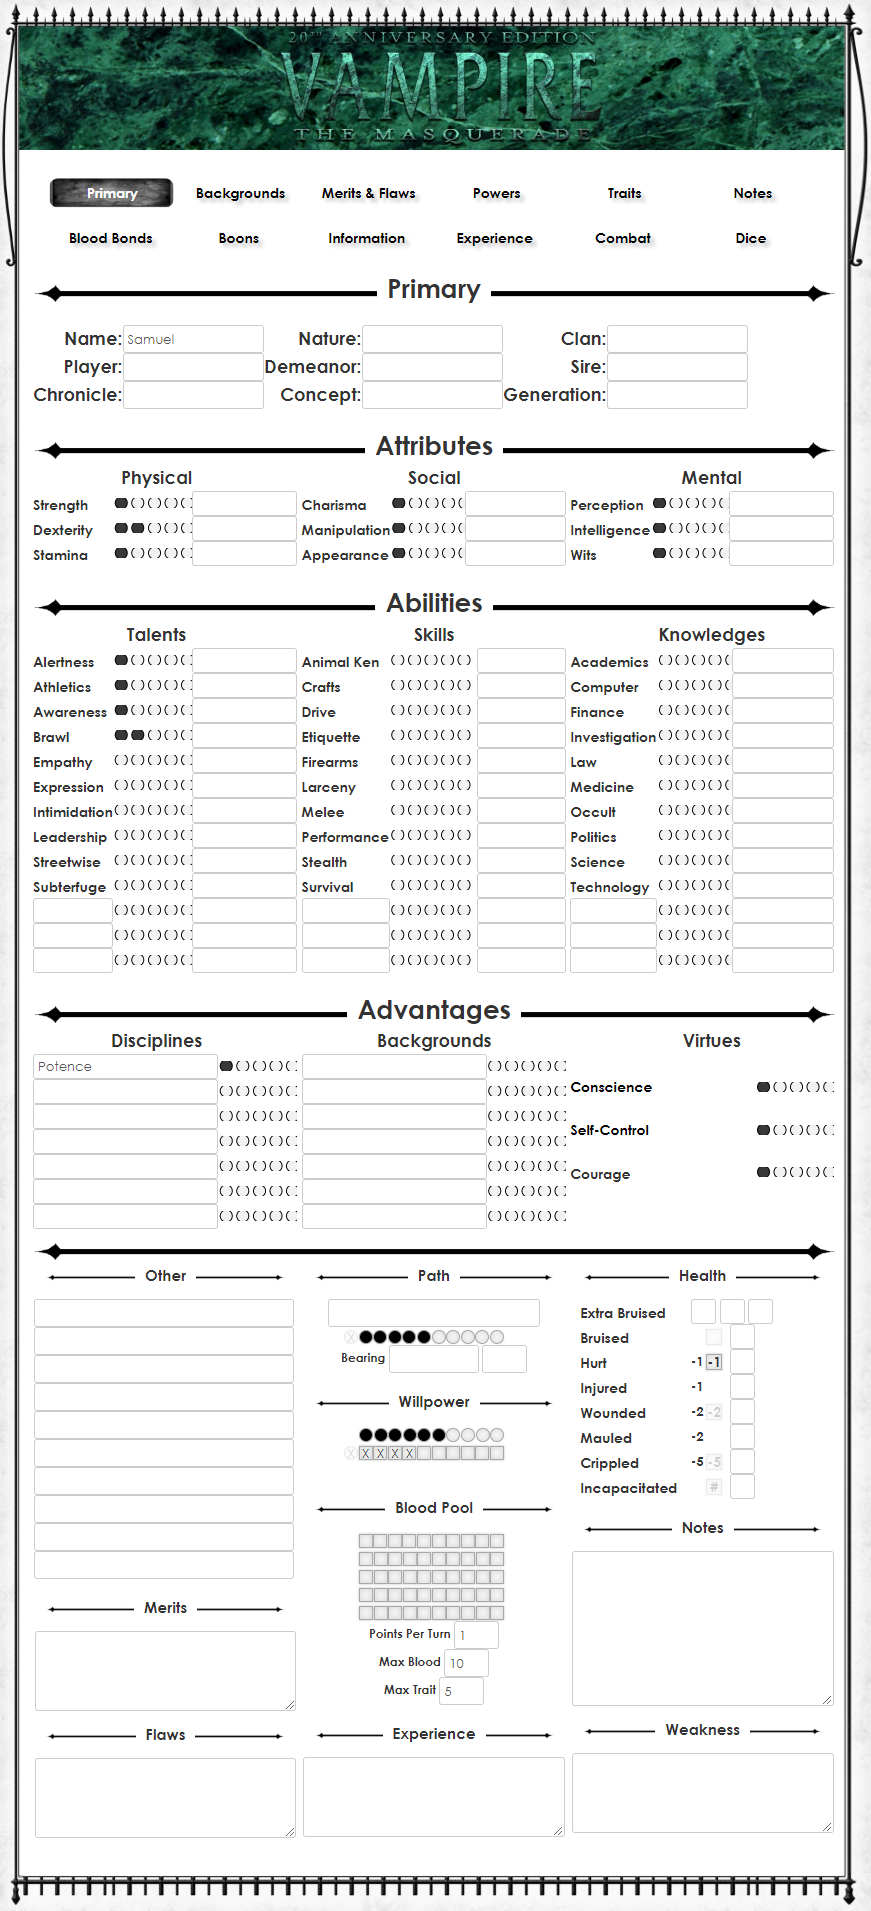 20TH ANNIVERSARY EDITION
VAMPIRE
THE MASQUERADE
Primary Backgrounds Merits & Flaws Powers Traits Notes
Blood Bonds Boons Information Experience Combat Dice
Primary
Name: Samuel Nature: Clan:
Player: Demeanor: Sire:
Chronicle: Concept: Generation:
Attributes
Physical Social Mental
Strength Charisma Perception
Dexterity Manipulation Intelligence
Stamina Appearance Wits
Abilities
Talents Skills Knowledges
Alertness Animal Ken Academics
Athletics Crafts Computer
Awareness Drive Finance
Brawl Etiquette Investigation
Empathy Firearms Law
Expression Larceny Medicine
Intimidation Melee Occult
Leadership Performance Politics
Streetwise Stealth Science
Subterfuge Survival Technology
Advantages
Disciplines Backgrounds Virtues
Potence
Conscience
Self-Control
Courage
Other Path Health
Extra Bruised
X
Bruised
Bearing
Hurt -1 -1
Injured -1
Willpower
Wounded -2 -2
Mauled -2
X X X X X
Crippled -5 -5
Incapacitated #
Blood Pool
Notes
Merits
Points Per Turn 1
Max Blood 10
Max Trait 5
Flaws Experience Weakness